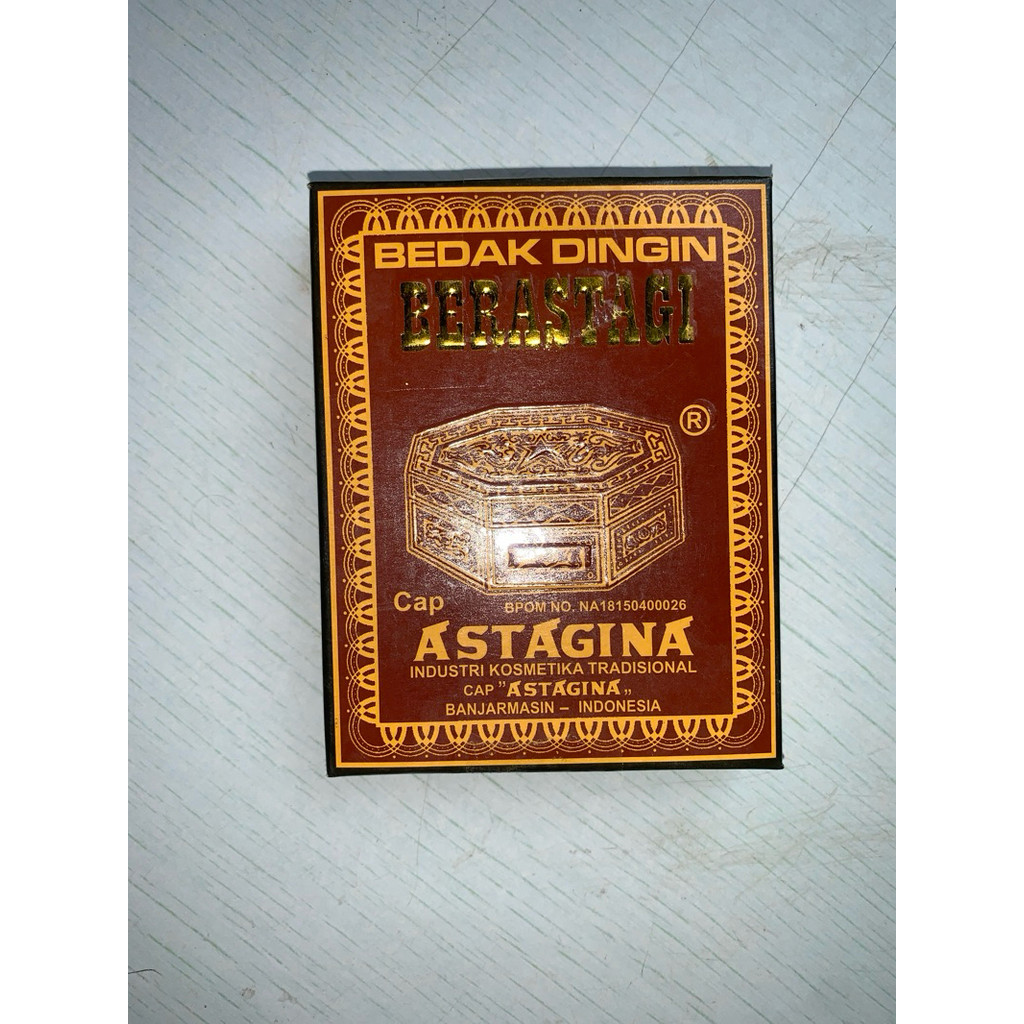 BEDAK DINGIN
BERASTAGI
®
Cap
BPOM NO. NA18150400026
ASTAGINA
INDUSTRI KOSMETIKA TRADISIONAL
CAP "ASTAGINA„
BANJARMASIN – INDONESIA